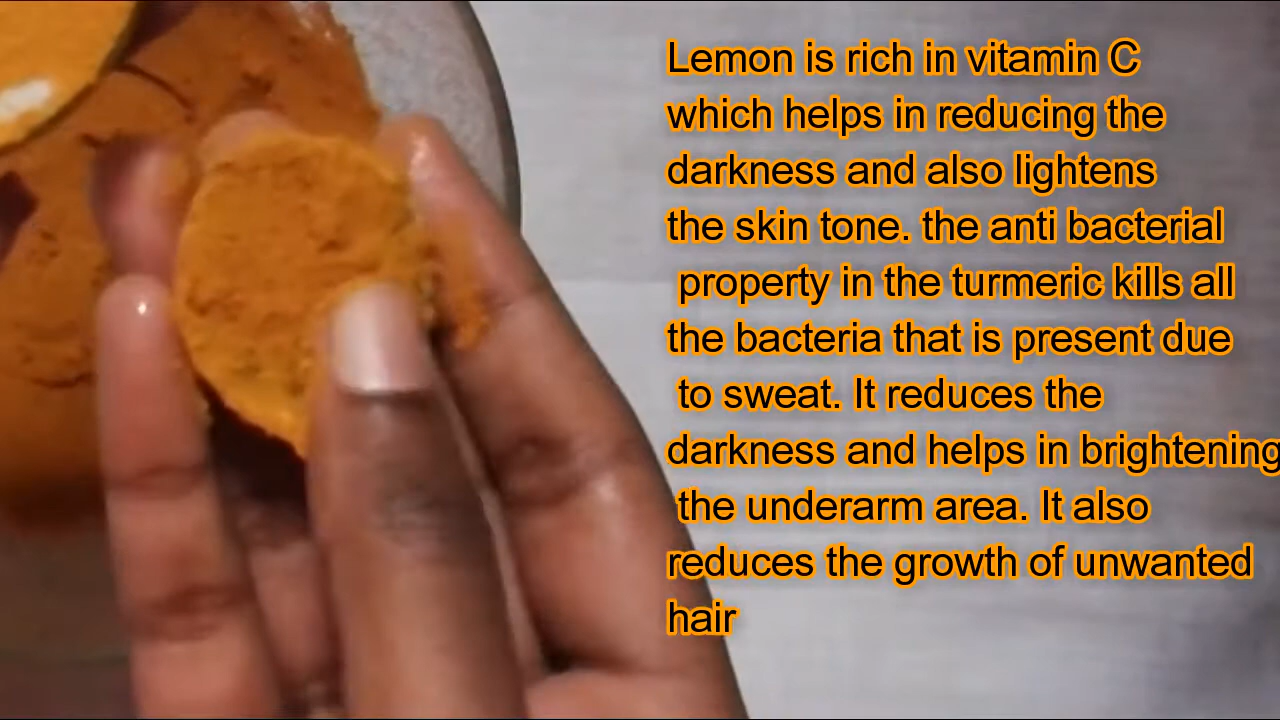 Lemon is rich in vitamin C
which helps in reducing the
darkness and also lightens
the skin tone. the anti bacterial
property in the turmeric kills all
the bacteria that is present due
to sweat. It reduces the
darkness and helps in brightening
the underarm area. It also
reduces the growth of unwanted
hair